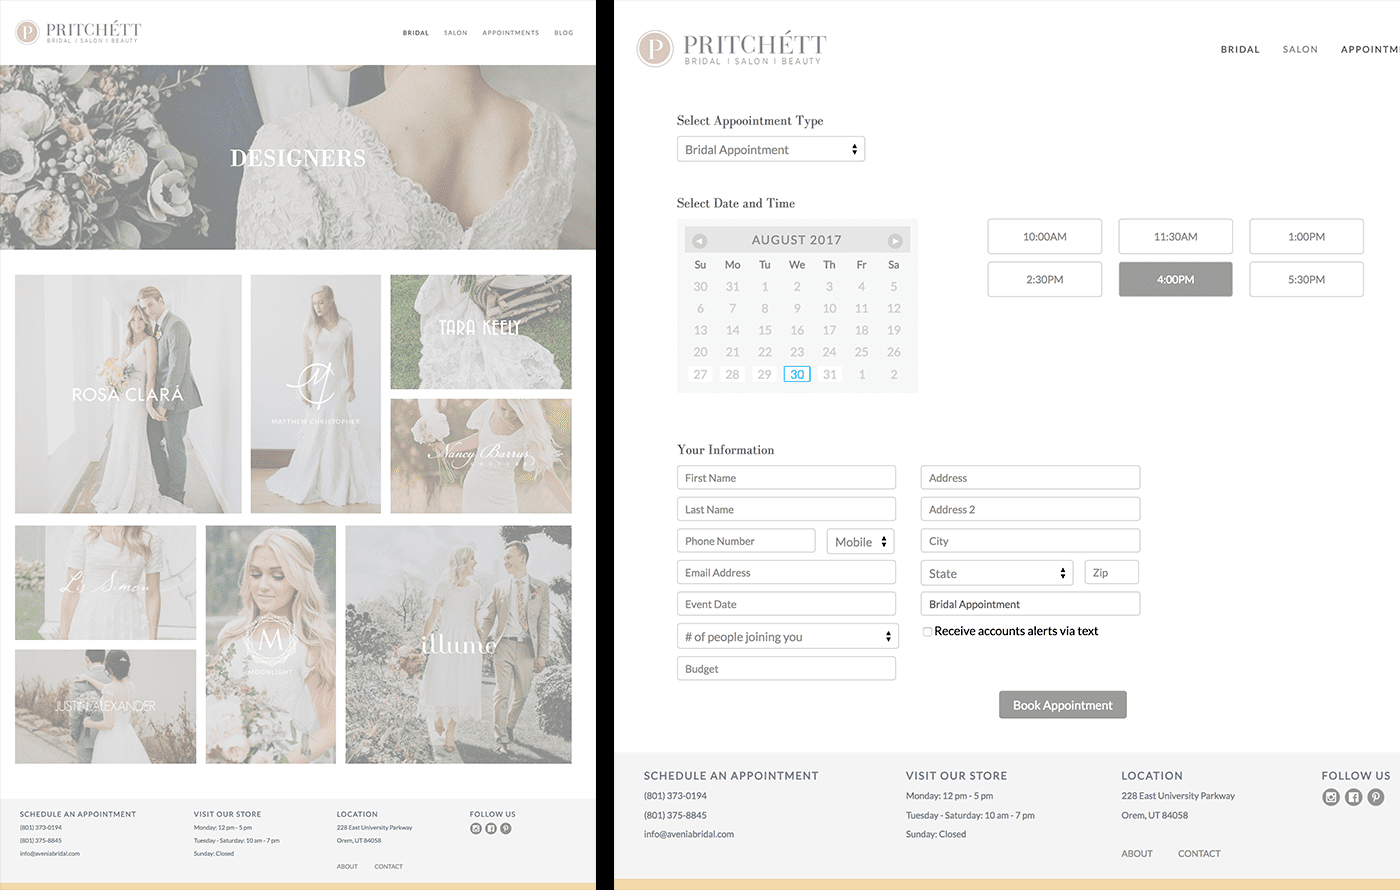 P PRITCHÉTT
BRIDAL | SALON | BEAUTY
BRIDAL SALON APPOINTMENTS BLOG
DESIGNERS
ROSA CLARÁ
M
MATTHEW CHRISTOPHER
TARA KEELY
Nancy Barrus
COUTURE
Liz Simon
M
MOONLIGHT
illume
JUSTIN ALEXANDER
SCHEDULE AN APPOINTMENT
(801) 373-0194
(801) 375-8845
info@aveniabridal.com
VISIT OUR STORE
Monday: 12 pm - 5 pm
Tuesday - Saturday: 10 am - 7 pm
Sunday: Closed
LOCATION
228 East University Parkway
Orem, UT 84058
ABOUT CONTACT
FOLLOW US
P PRITCHÉTT
BRIDAL | SALON | BEAUTY
BRIDAL SALON APPOINTM
Select Appoointment Type
Bridal Appointment
Select Date and Time
AUGUST 2017
Su Mo Tu We Th Fr Sa
30 31 1 2 3 4 5
6 7 8 9 10 11 12
13 14 15 16 17 18 19
20 21 22 23 24 25 26
27 28 29 30 31 1 2
10:00AM 11:30AM 1:00PM
2:30PM 4:00PM 5:30PM
Your Information
First Name
Last Name
Phone Number Mobile
Email Address
Event Date
# of people joining you
Budget
Address
Address 2
City
State Zip
Bridal Appointment
Receive accounts alerts via text
Book Appointment
SCHEDULE AN APPOINTMENT
(801) 373-0194
(801) 375-8845
info@aveniabridal.com
VISIT OUR STORE
Monday: 12 pm - 5 pm
Tuesday - Saturday: 10 am - 7 pm
Sunday: Closed
LOCATION
228 East University Parkway
Orem, UT 84058
ABOUT CONTACT
FOLLOW US